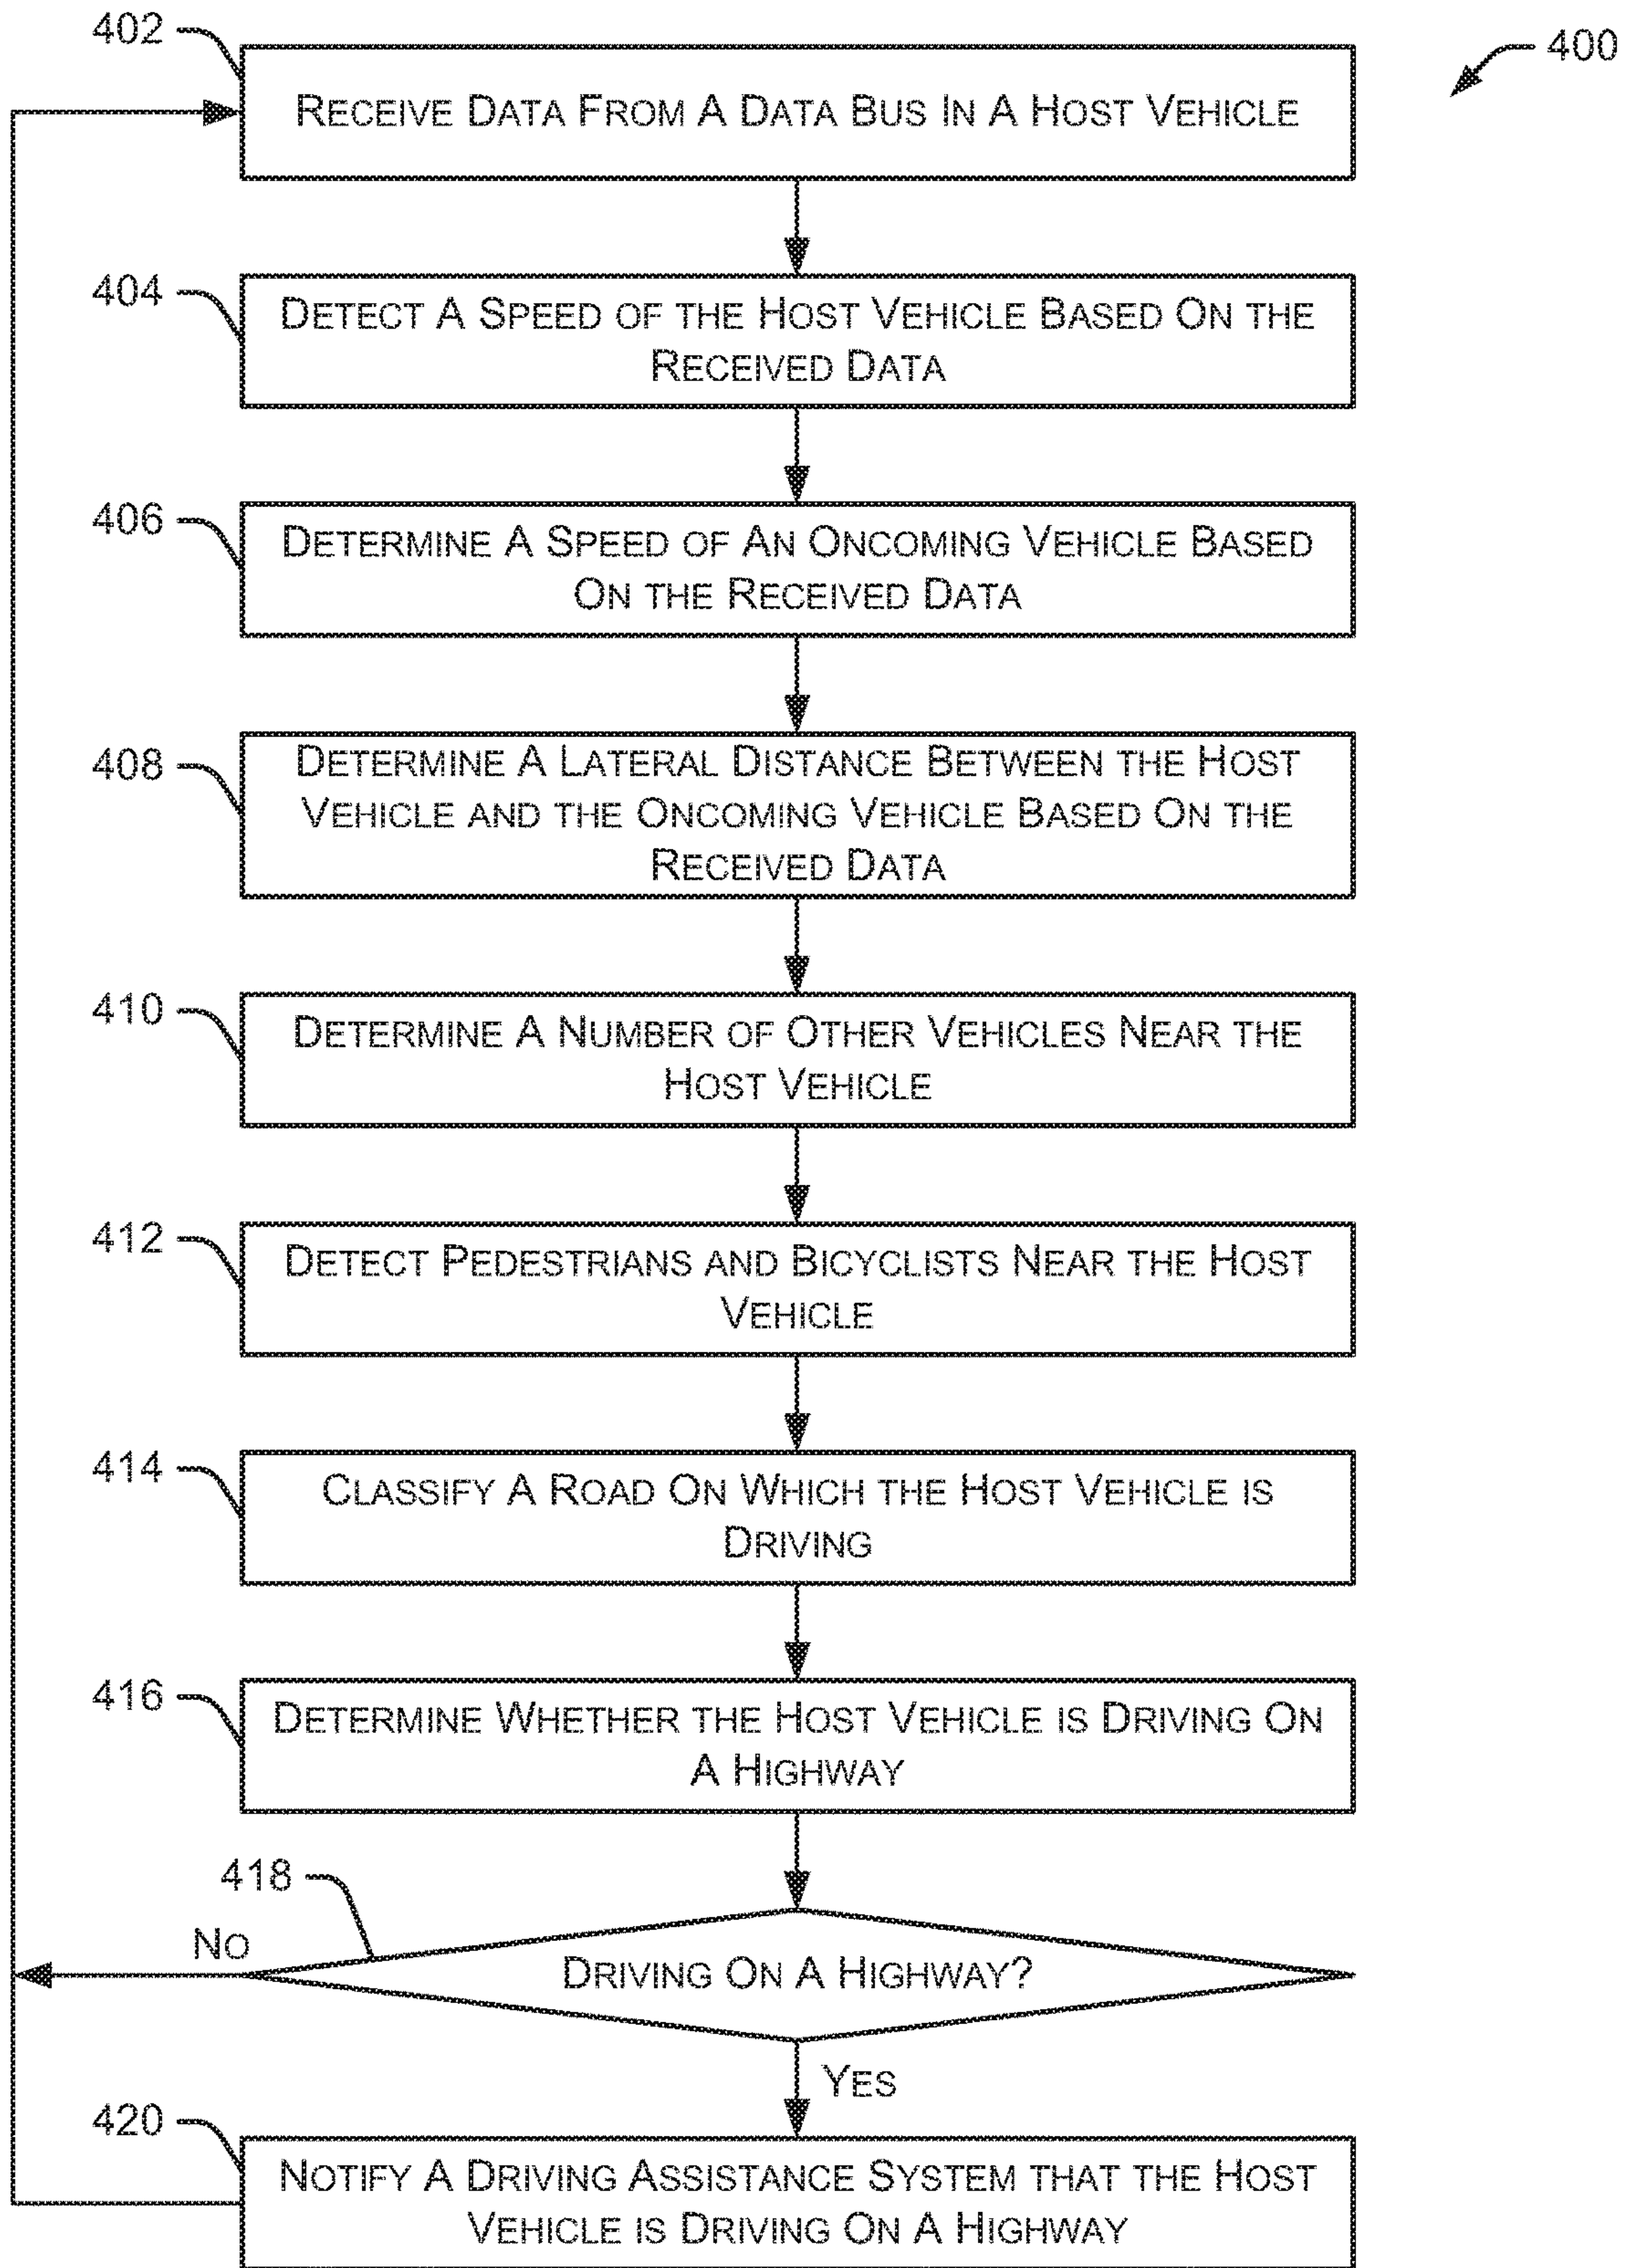 402
400
RECEIVE DATA FROM A DATA BUS IN A HOST VEHICLE
404
DETECT A SPEED OF THE HOST VEHICLE BASED ON THE
RECEIVED DATA
406
DETERMINE A SPEED OF AN ONCOMING VEHICLE BASED
ON THE RECEIVED DATA
408
DETERMINE A LATERAL DISTANCE BETWEEN THE HOST
VEHICLE AND THE ONCOMING VEHICLE BASED ON THE
RECEIVED DATA
410
DETERMINE A NUMBER OF OTHER VEHICLES NEAR THE
HOST VEHICLE
412
DETECT PEDESTRIANS AND BICYCLISTS NEAR THE HOST
VEHICLE
414
CLASSIFY A ROAD ON WHICH THE HOST VEHICLE IS
DRIVING
416
DETERMINE WHETHER THE HOST VEHICLE IS DRIVING ON
A HIGHWAY
418
NO
DRIVING ON A HIGHWAY?
YES
420
NOTIFY A DRIVING ASSISTANCE SYSTEM THAT THE HOST
VEHICLE IS DRIVING ON A HIGHWAY